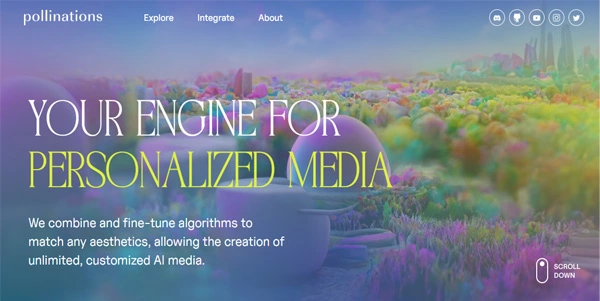 pollinations
Explore Integrate About
YOUR ENGINE FOR
PERSONALIZED MEDIA
We combine and fine-tune algorithms to
match any aesthetics, allowing the creation of
unlimited, customized AI media.
SCROLL
DOWN